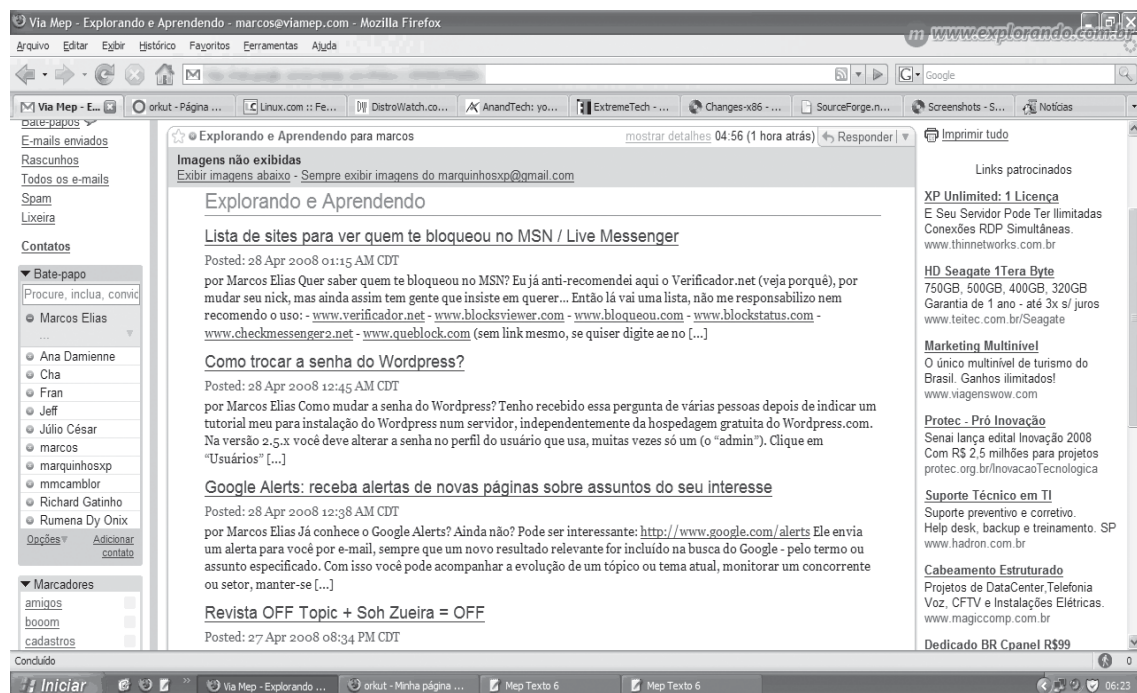 Via Mep - Explorando e Aprendendo - marcos@viamep.com - Mozilla Firefox
m www.explorando.com.br
Arquivo Editar Exibir Histórico Favoritos Ferramentas Ajuda
Google
Via Mep - E... orkut - Página ... Linux.com :: Fe... DistroWatch.co... AnandTech: yo... ExtremeTech - ... Changes-x86 - ... SourceForge.n... Screenshots - S... Notícias
Bate-papos
E-mails enviados
Rascunhos
Todos os e-mails
Spam
Lixeira
Contatos
Bate-papo
Procure, inclua, convid
Marcos Elias
...
Ana Damienne
Cha
Fran
Jeff
Júlio César
marcos
marquinhosxp
mmcamblor
Richard Gatinho
Rumena Dy Onix
Opções Adicionar
contato
Marcadores
amigos
booom
cadastros
Explorando e Aprendendo para marcos mostrar detalhes 04:56 (1 hora atrás) Responder
Imagens não exibidas
Exibir imagens abaixo - Sempre exibir imagens do marquinhosxp@gmail.com
Explorando e Aprendendo
Lista de sites para ver quem te bloqueou no MSN / Live Messenger
Posted: 28 Apr 2008 01:15 AM CDT
por Marcos Elias Quer saber quem te bloqueou no MSN? Eu já anti-recomendei aqui o Verificador.net (veja porquê), por
mudar seu nick, mas ainda assim tem gente que insiste em querer... Então lá vai uma lista, não me responsabilizo nem
recomendo o uso: - www.verificador.net - www.blocksviewer.com - www.bloqueou.com - www.blockstatus.com -
www.checkmessenger2.net - www.queblock.com (sem link mesmo, se quiser digite ae no [...]
Como trocar a senha do Wordpress?
Posted: 28 Apr 2008 12:45 AM CDT
por Marcos Elias Como mudar a senha do Wordpress? Tenho recebido essa pergunta de várias pessoas depois de indicar um
tutorial meu para instalação do Wordpress num servidor, independentemente da hospedagem gratuita do Wordpress.com.
Na versão 2.5.x você deve alterar a senha no perfil do usuário que usa, muitas vezes só um (o “admin”). Clique em
“Usuários” [...]
Google Alerts: receba alertas de novas páginas sobre assuntos do seu interesse
Posted: 28 Apr 2008 12:38 AM CDT
por Marcos Elias Já conhece o Google Alerts? Ainda não? Pode ser interessante: http://www.google.com/alerts Ele envia
um alerta para você por e-mail, sempre que um novo resultado relevante for incluído na busca do Google - pelo termo ou
assunto especificado. Com isso você pode acompanhar a evolução de um tópico ou tema atual, monitorar um concorrente
ou setor, manter-se [...]
Revista OFF Topic + Soh Zueira = OFF
Posted: 27 Apr 2008 08:34 PM CDT
Imprimir tudo
Links patrocinados
XP Unlimited: 1 Licença
E Seu Servidor Pode Ter Ilimitadas
Conexões RDP Simultâneas.
www.thinnetworks.com.br
HD Seagate 1Tera Byte
750GB, 500GB, 400GB, 320GB
Garantia de 1 ano - até 3x s/ juros
www.teitec.com.br/Seagate
Marketing Multinível
O único multinível de turismo do
Brasil. Ganhos ilimitados!
www.viagenswow.com
Protec - Pró Inovação
Senai lança edital Inovação 2008
Com R$ 2,5 milhões para projetos
protec.org.br/InovacaoTecnologica
Suporte Técnico em TI
Suporte preventivo e corretivo.
Help desk, backup e treinamento. SP
www.hadron.com.br
Cabeamento Estruturado
Projetos de DataCenter,Telefonia
Voz, CFTV e Instalações Elétricas.
www.magiccomp.com.br
Dedicado BR Cpanel R$99
Concluído 0
Iniciar Via Mep - Explorando ... orkut - Minha página ... Mep Texto 6 Mep Texto 6 06:23